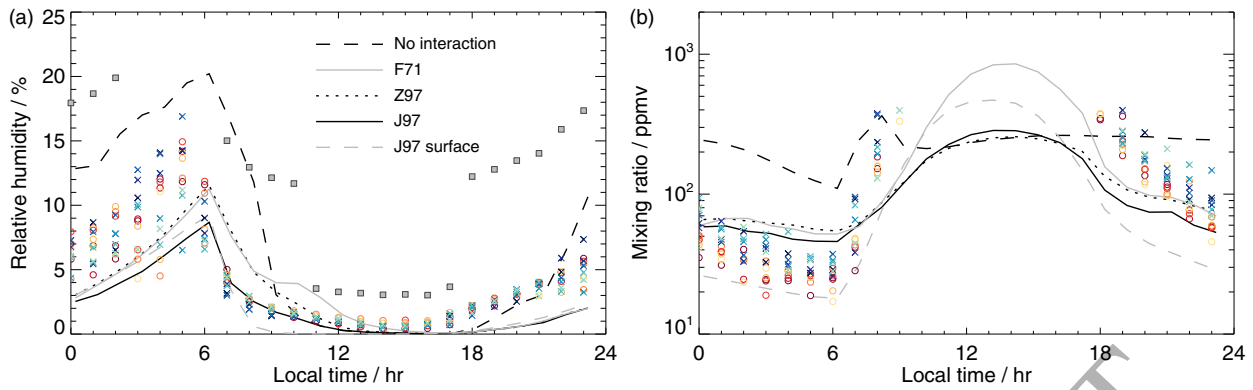 (a)
Relative humidity / %
25
20
15
10
5
0
0
6
12
18
24
Local time / hr
No interaction
F71
Z97
J97
J97 surface
(b)
Mixing ratio / ppmv
10³
10²
10¹
0
6
12
18
24
Local time / hr
T